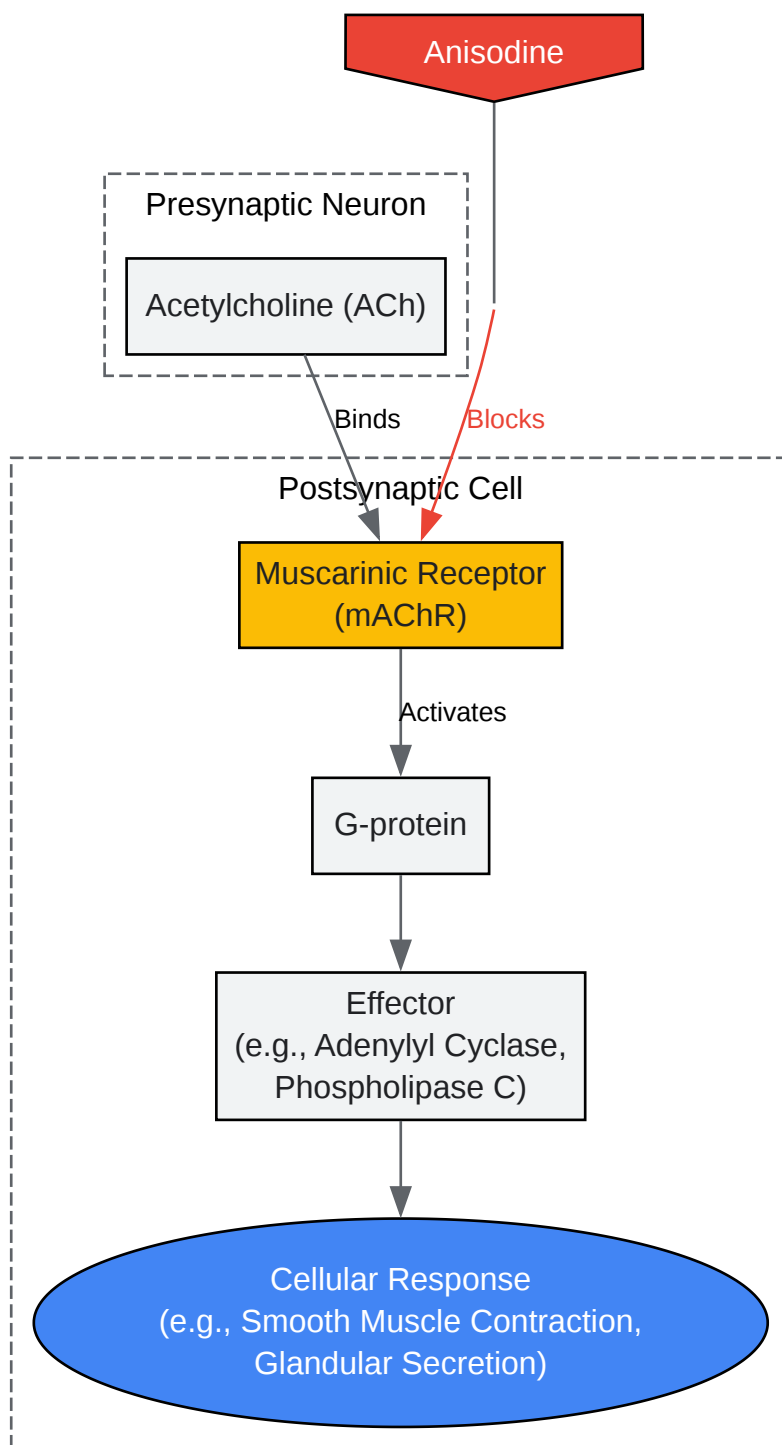 Anisodine
Presynaptic Neuron
Acetylcholine (ACh)
Binds
Blocks
Postsynaptic Cell
Muscarinic Receptor
(mAChR)
Activates
G-protein
Effector
(e.g., Adenylyl Cyclase,
Phospholipase C)
Cellular Response
(e.g., Smooth Muscle Contraction,
Glandular Secretion)